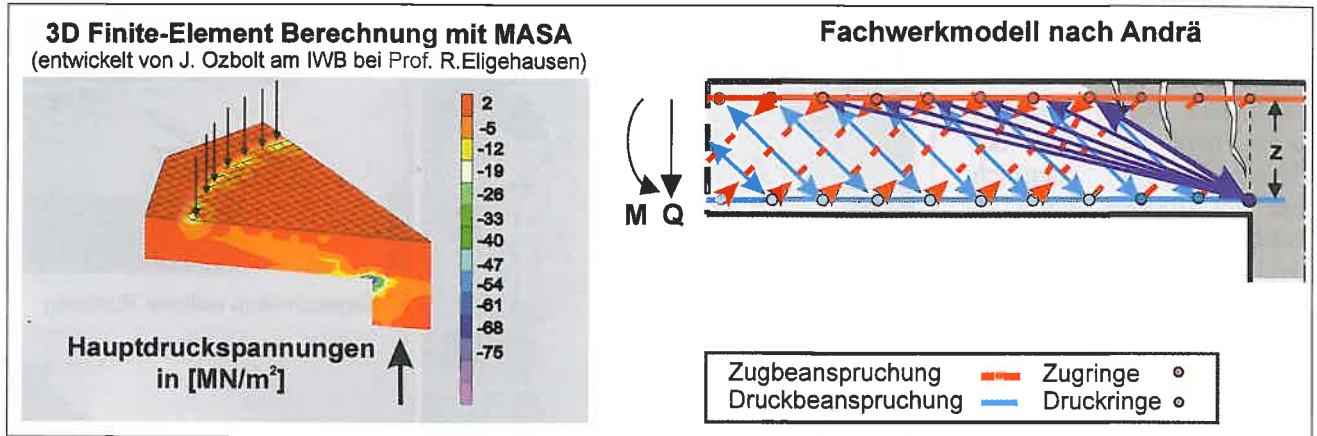 3D Finite-Element Berechnung mit MASA
(entwickelt von J. Ozbolt am IWB bei Prof. R.Eligehausen)
2
-5
-12
-19
-26
-33
-40
-47
-54
-61
-68
-75
Hauptdruckspannungen
in [MN/m²]
Fachwerkmodell nach Andrä
M Q
z
Zugbeanspruchung Zugringe
Druckbeanspruchung Druckringe